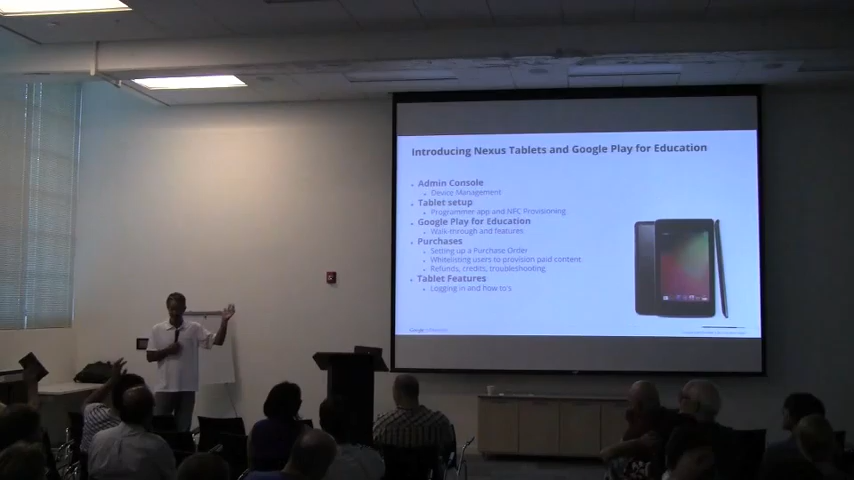 Introducing Nexus Tablets and Google Play for Education
Admin Console
Device Management
Tablet setup
Programmer app and NFC Provisioning
Google Play for Education
Walk-through and features
Purchases
Setting up a Purchase Order
Whitelisting users to provision paid content
Refunds, credits, troubleshooting
Tablet Features
Logging in and how to's